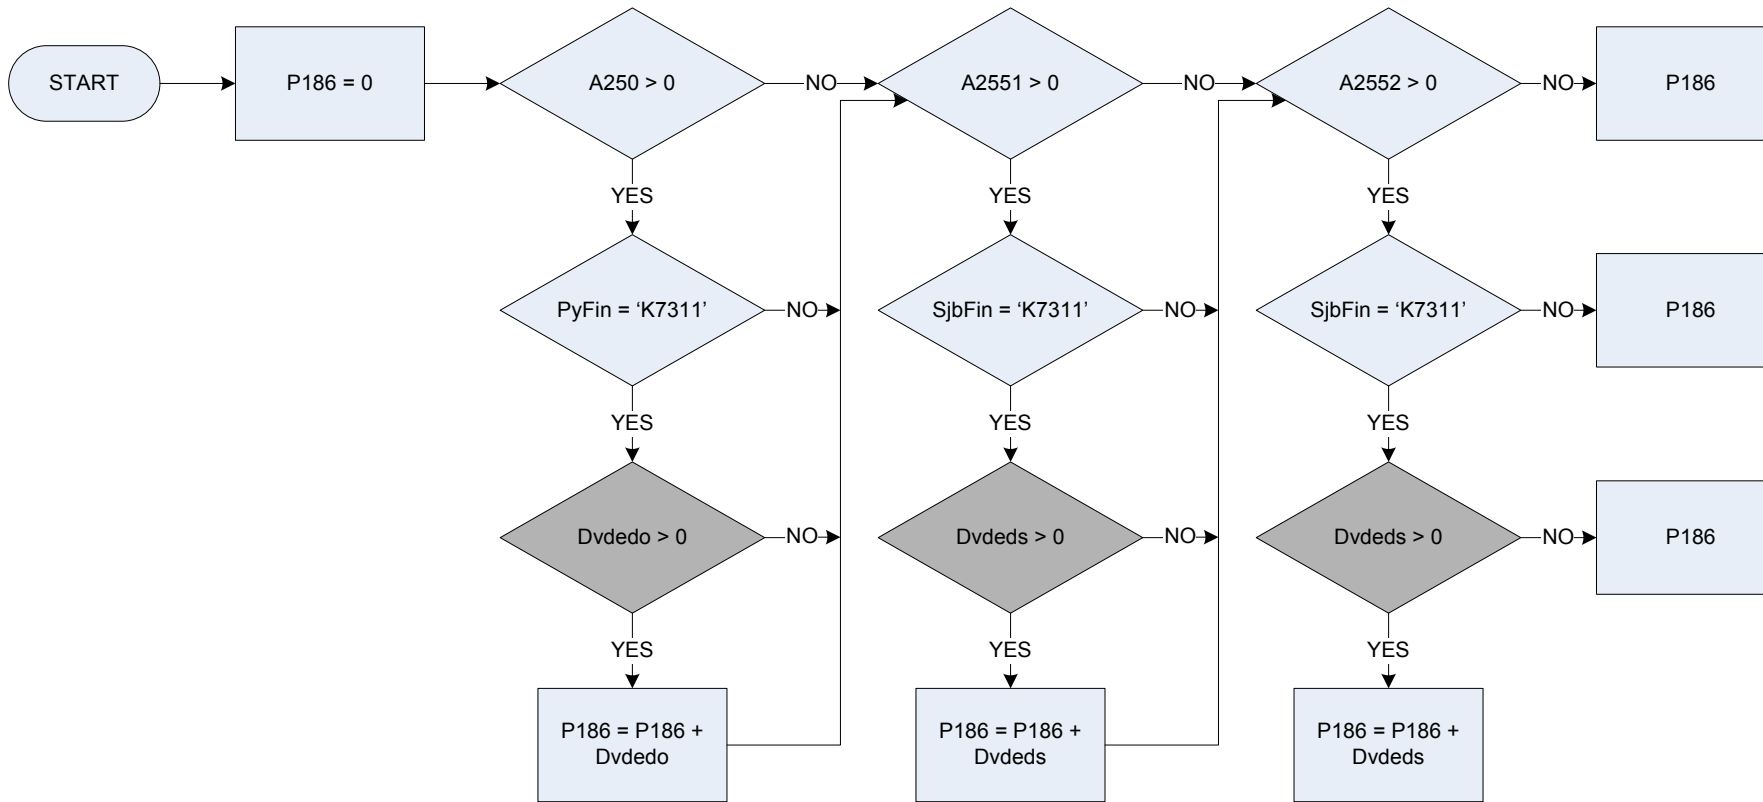 START
P186 = 0
A250 > 0
NO
A2551 > 0
NO
A2552 > 0
NO
P186
YES
YES
YES
PyFin = ‘K7311’
NO
SjbFin = ‘K7311’
NO
SjbFin = ‘K7311’
NO
P186
YES
YES
YES
Dvdedo > 0
NO
Dvdeds > 0
NO
Dvdeds > 0
NO
P186
YES
YES
YES
P186 = P186 +
Dvdedo
P186 = P186 +
Dvdeds
P186 = P186 +
Dvdeds